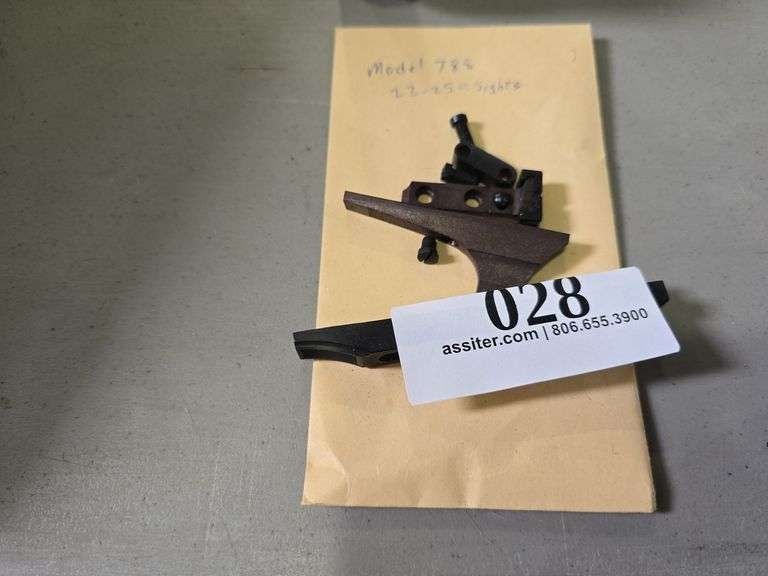 Model 788
22-250 Sights
028
assiter.com | 806.655.3900